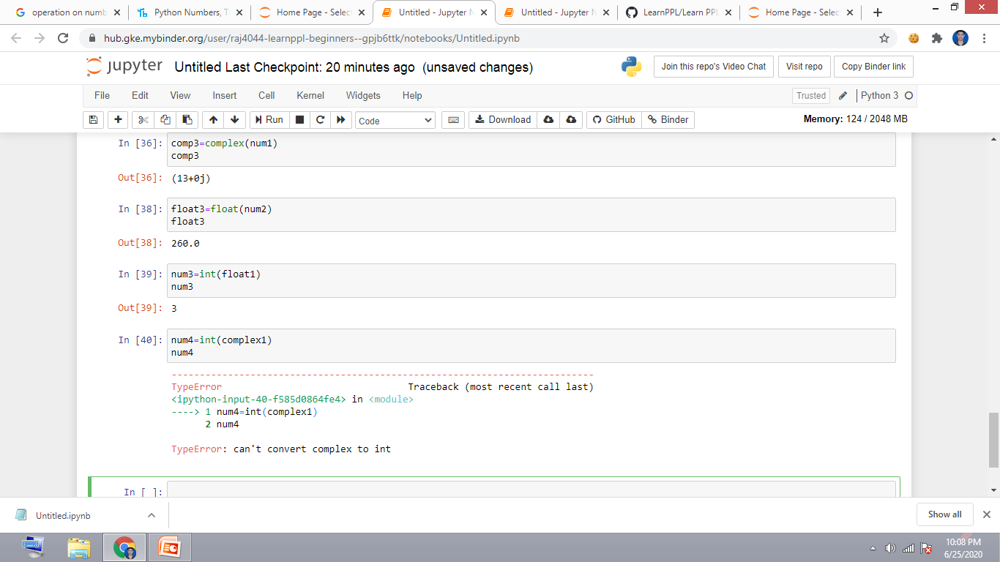 operation on numb
Python Numbers, Ty
Home Page - Select
Untitled - Jupyter N
Untitled - Jupyter N
LearnPPL/Learn PPL
Home Page - Selec
hub.gke.mybinder.org/user/raj4044-learnppl-beginners--gpjb6ttk/notebooks/Untitled.ipynb
jupyter Untitled Last Checkpoint: 20 minutes ago (unsaved changes)
Join this repo's Video Chat Visit repo Copy Binder link
File Edit View Insert Cell Kernel Widgets Help Trusted Python 3
Run Code Download GitHub Binder Memory: 124 / 2048 MB
In [36]: comp3=complex(num1)
comp3
Out[36]: (13+0j)
In [38]: float3=float(num2)
float3
Out[38]: 260.0
In [39]: num3=int(float1)
num3
Out[39]: 3
In [40]: num4=int(complex1)
num4
---------------------------------------------------------------------------
TypeError Traceback (most recent call last)
<ipython-input-40-f585d0864fe4> in <module>
----> 1 num4=int(complex1)
2 num4
TypeError: can't convert complex to int
In [ ]:
Untitled.ipynb Show all
10:08 PM
6/25/2020